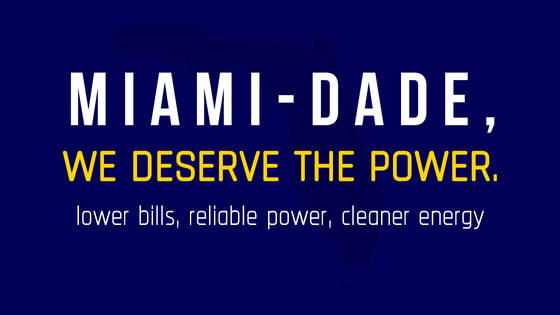 MIAMI-DADE,
WE DESERVE THE POWER.
lower bills, reliable power, cleaner energy